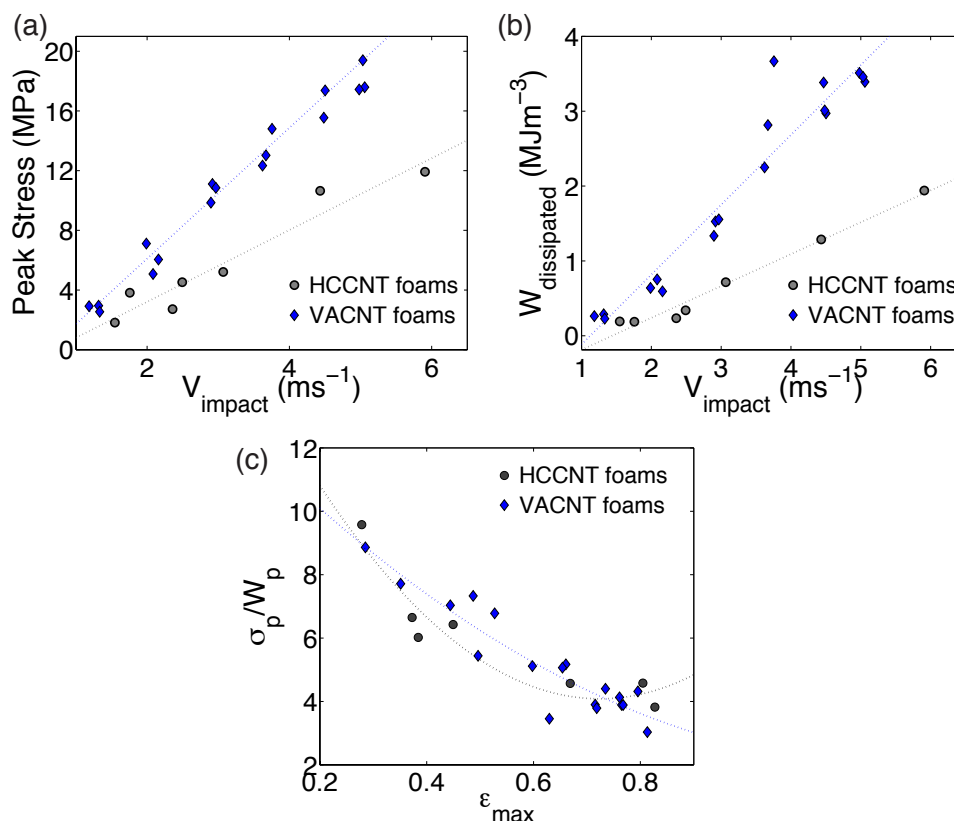 (a)
Peak Stress (MPa)
20
16
12
8
4
0
2
4
6
V_impact (ms⁻¹)
HCCNT foams
VACNT foams
(b)
W_dissipated (MJm⁻³)
4
3
2
1
0
1
2
3
4
5
6
V_impact (ms⁻¹)
HCCNT foams
VACNT foams
(c)
σ_p/W_p
12
10
8
6
4
2
0.2
0.4
0.6
0.8
ε_max
HCCNT foams
VACNT foams